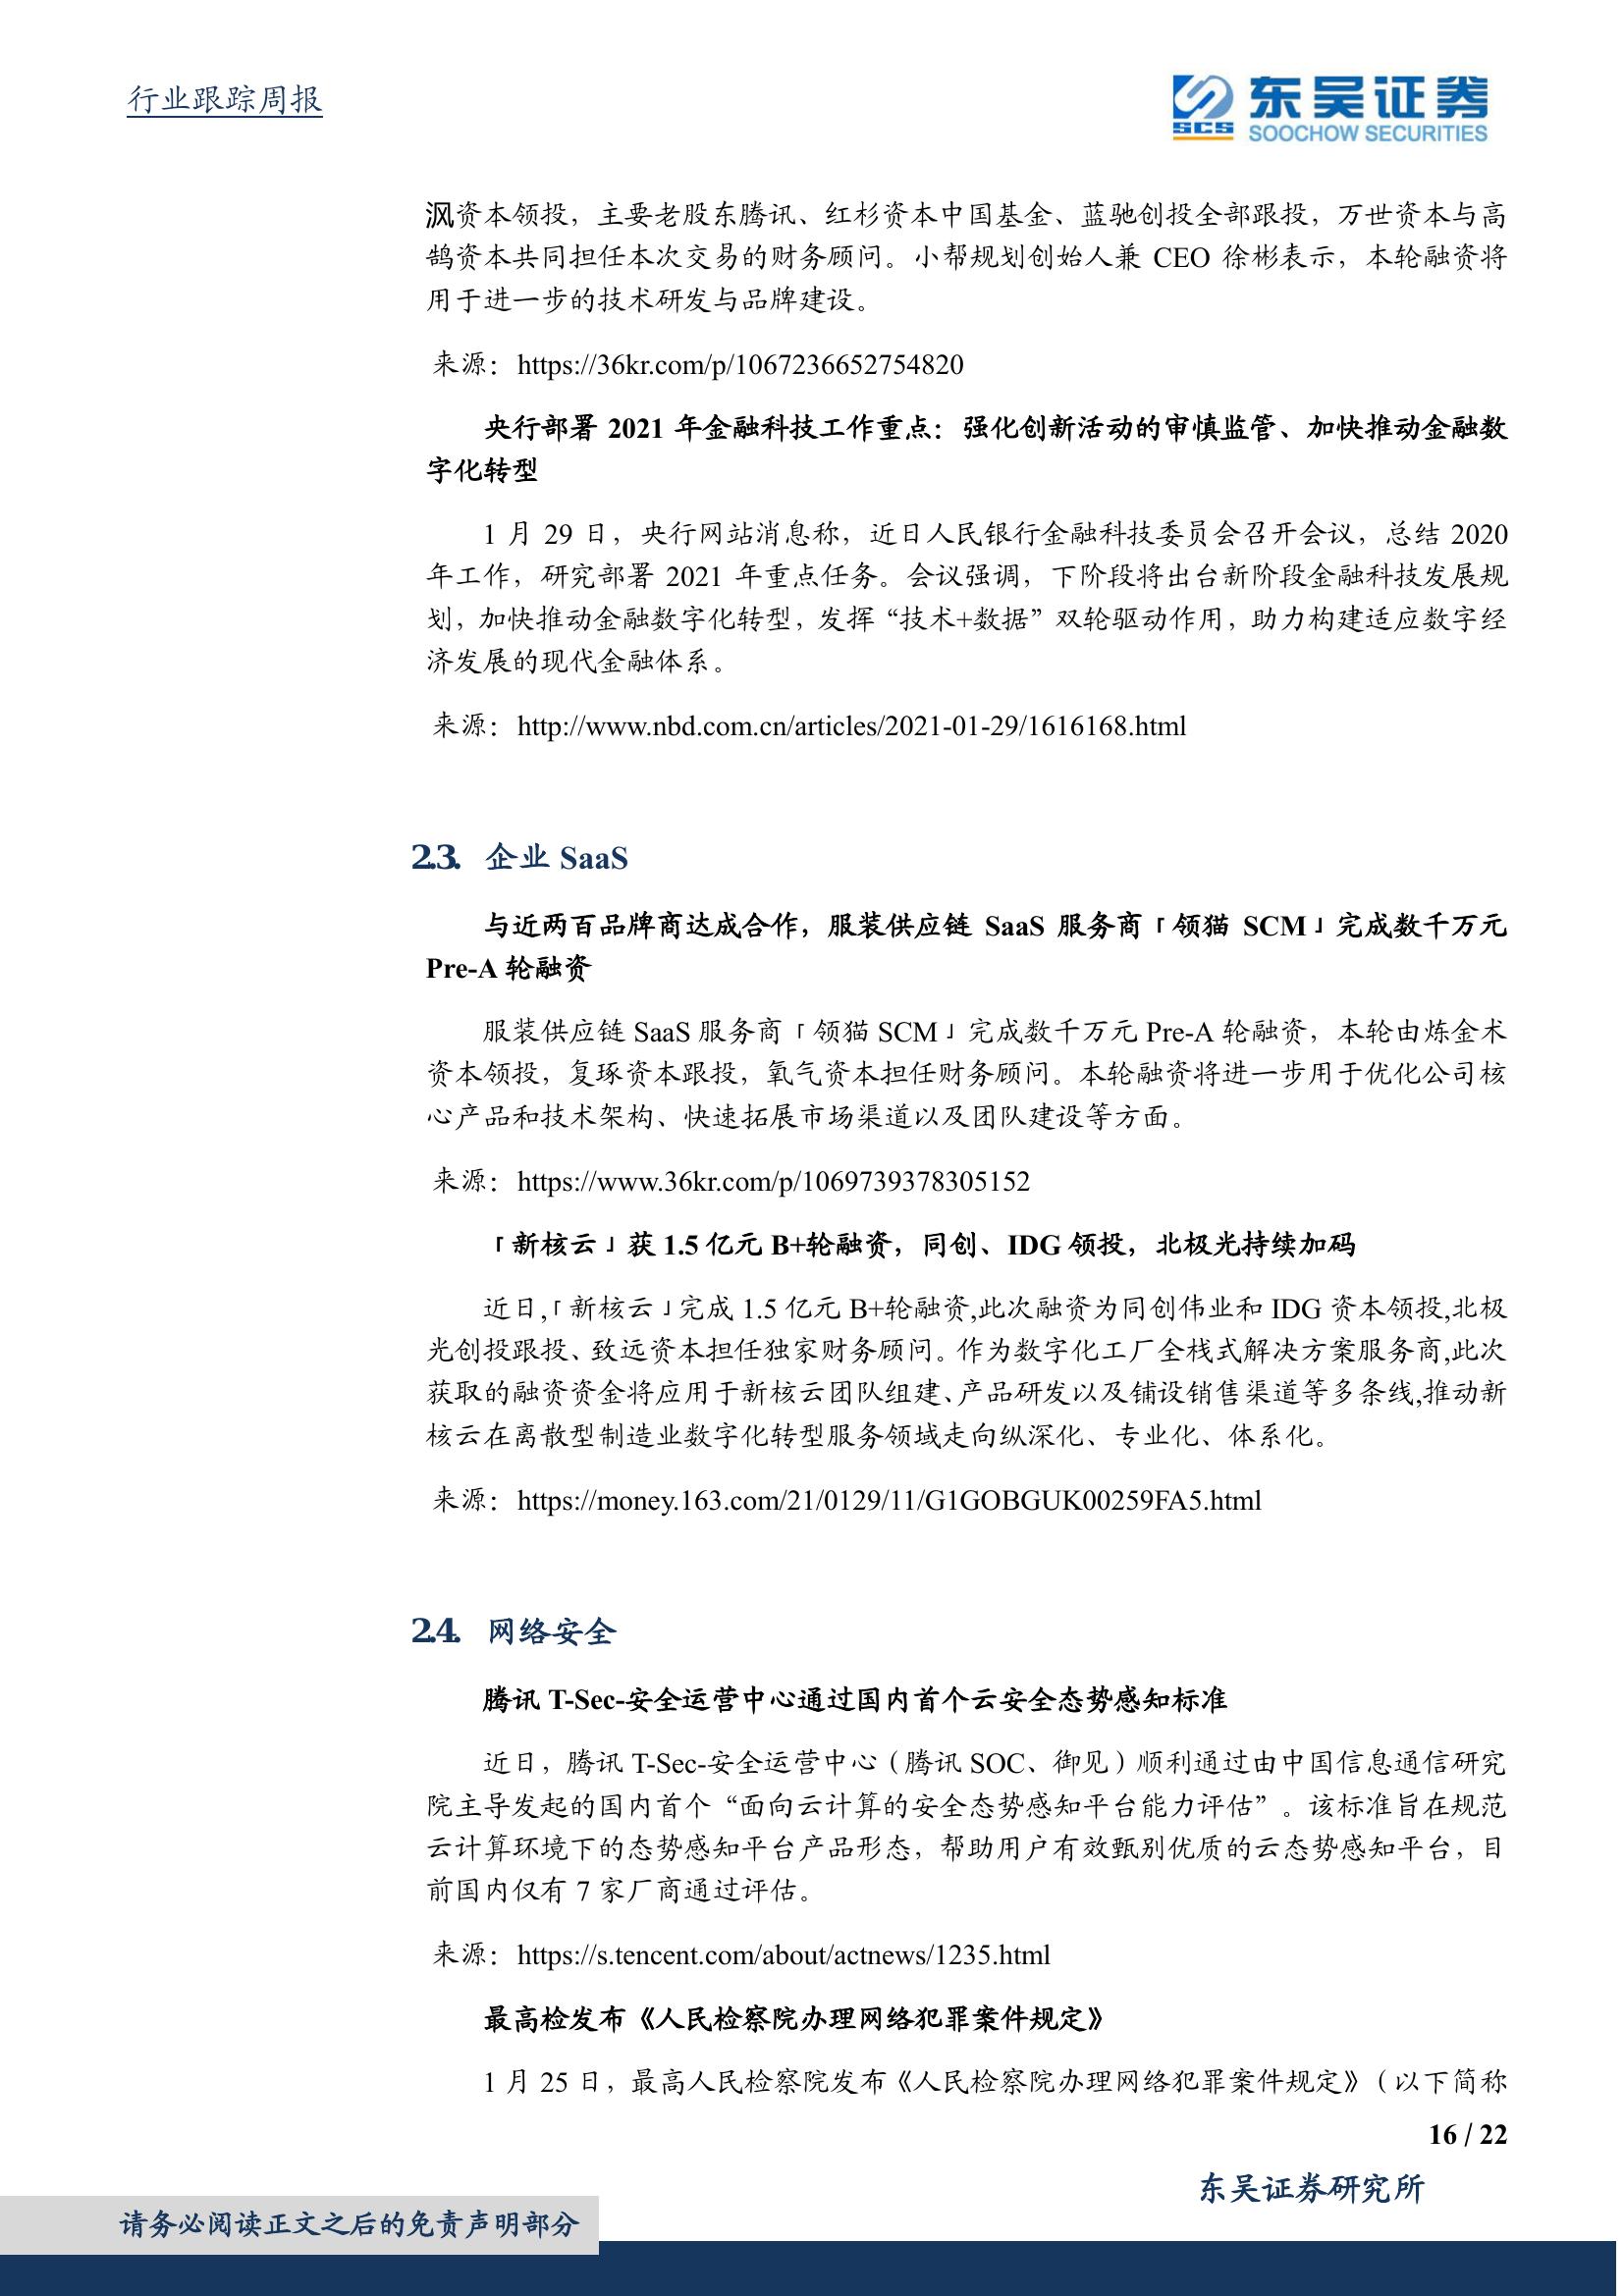 行业跟踪周报
SCS 东吴证券
SOOCHOW SECURITIES
沨资本领投，主要老股东腾讯、红杉资本中国基金、蓝驰创投全部跟投，万世资本与高
鹄资本共同担任本次交易的财务顾问。小帮规划创始人兼 CEO 徐彬表示，本轮融资将
用于进一步的技术研发与品牌建设。
来源：https://36kr.com/p/1067236652754820
央行部署 2021 年金融科技工作重点：强化创新活动的审慎监管、加快推动金融数
字化转型
1 月 29 日，央行网站消息称，近日人民银行金融科技委员会召开会议，总结 2020
年工作，研究部署 2021 年重点任务。会议强调，下阶段将出台新阶段金融科技发展规
划，加快推动金融数字化转型，发挥“技术+数据”双轮驱动作用，助力构建适应数字经
济发展的现代金融体系。
来源：http://www.nbd.com.cn/articles/2021-01-29/1616168.html
2.3. 企业 SaaS
与近两百品牌商达成合作，服装供应链 SaaS 服务商「领猫 SCM」完成数千万元
Pre-A 轮融资
服装供应链 SaaS 服务商「领猫 SCM」完成数千万元 Pre-A 轮融资，本轮由炼金术
资本领投，复琢资本跟投，氧气资本担任财务顾问。本轮融资将进一步用于优化公司核
心产品和技术架构、快速拓展市场渠道以及团队建设等方面。
来源：https://www.36kr.com/p/1069739378305152
「新核云」获 1.5 亿元 B+轮融资，同创、IDG 领投，北极光持续加码
近日,「新核云」完成 1.5 亿元 B+轮融资,此次融资为同创伟业和 IDG 资本领投,北极
光创投跟投、致远资本担任独家财务顾问。作为数字化工厂全栈式解决方案服务商,此次
获取的融资资金将应用于新核云团队组建、产品研发以及铺设销售渠道等多条线,推动新
核云在离散型制造业数字化转型服务领域走向纵深化、专业化、体系化。
来源：https://money.163.com/21/0129/11/G1GOBGUK00259FA5.html
2.4. 网络安全
腾讯 T-Sec-安全运营中心通过国内首个云安全态势感知标准
近日，腾讯 T-Sec-安全运营中心（腾讯 SOC、御见）顺利通过由中国信息通信研究
院主导发起的国内首个“面向云计算的安全态势感知平台能力评估”。该标准旨在规范
云计算环境下的态势感知平台产品形态，帮助用户有效甄别优质的云态势感知平台，目
前国内仅有 7 家厂商通过评估。
来源：https://s.tencent.com/about/actnews/1235.html
最高检发布《人民检察院办理网络犯罪案件规定》
1 月 25 日，最高人民检察院发布《人民检察院办理网络犯罪案件规定》（以下简称
16 / 22
东吴证券研究所
请务必阅读正文之后的免责声明部分